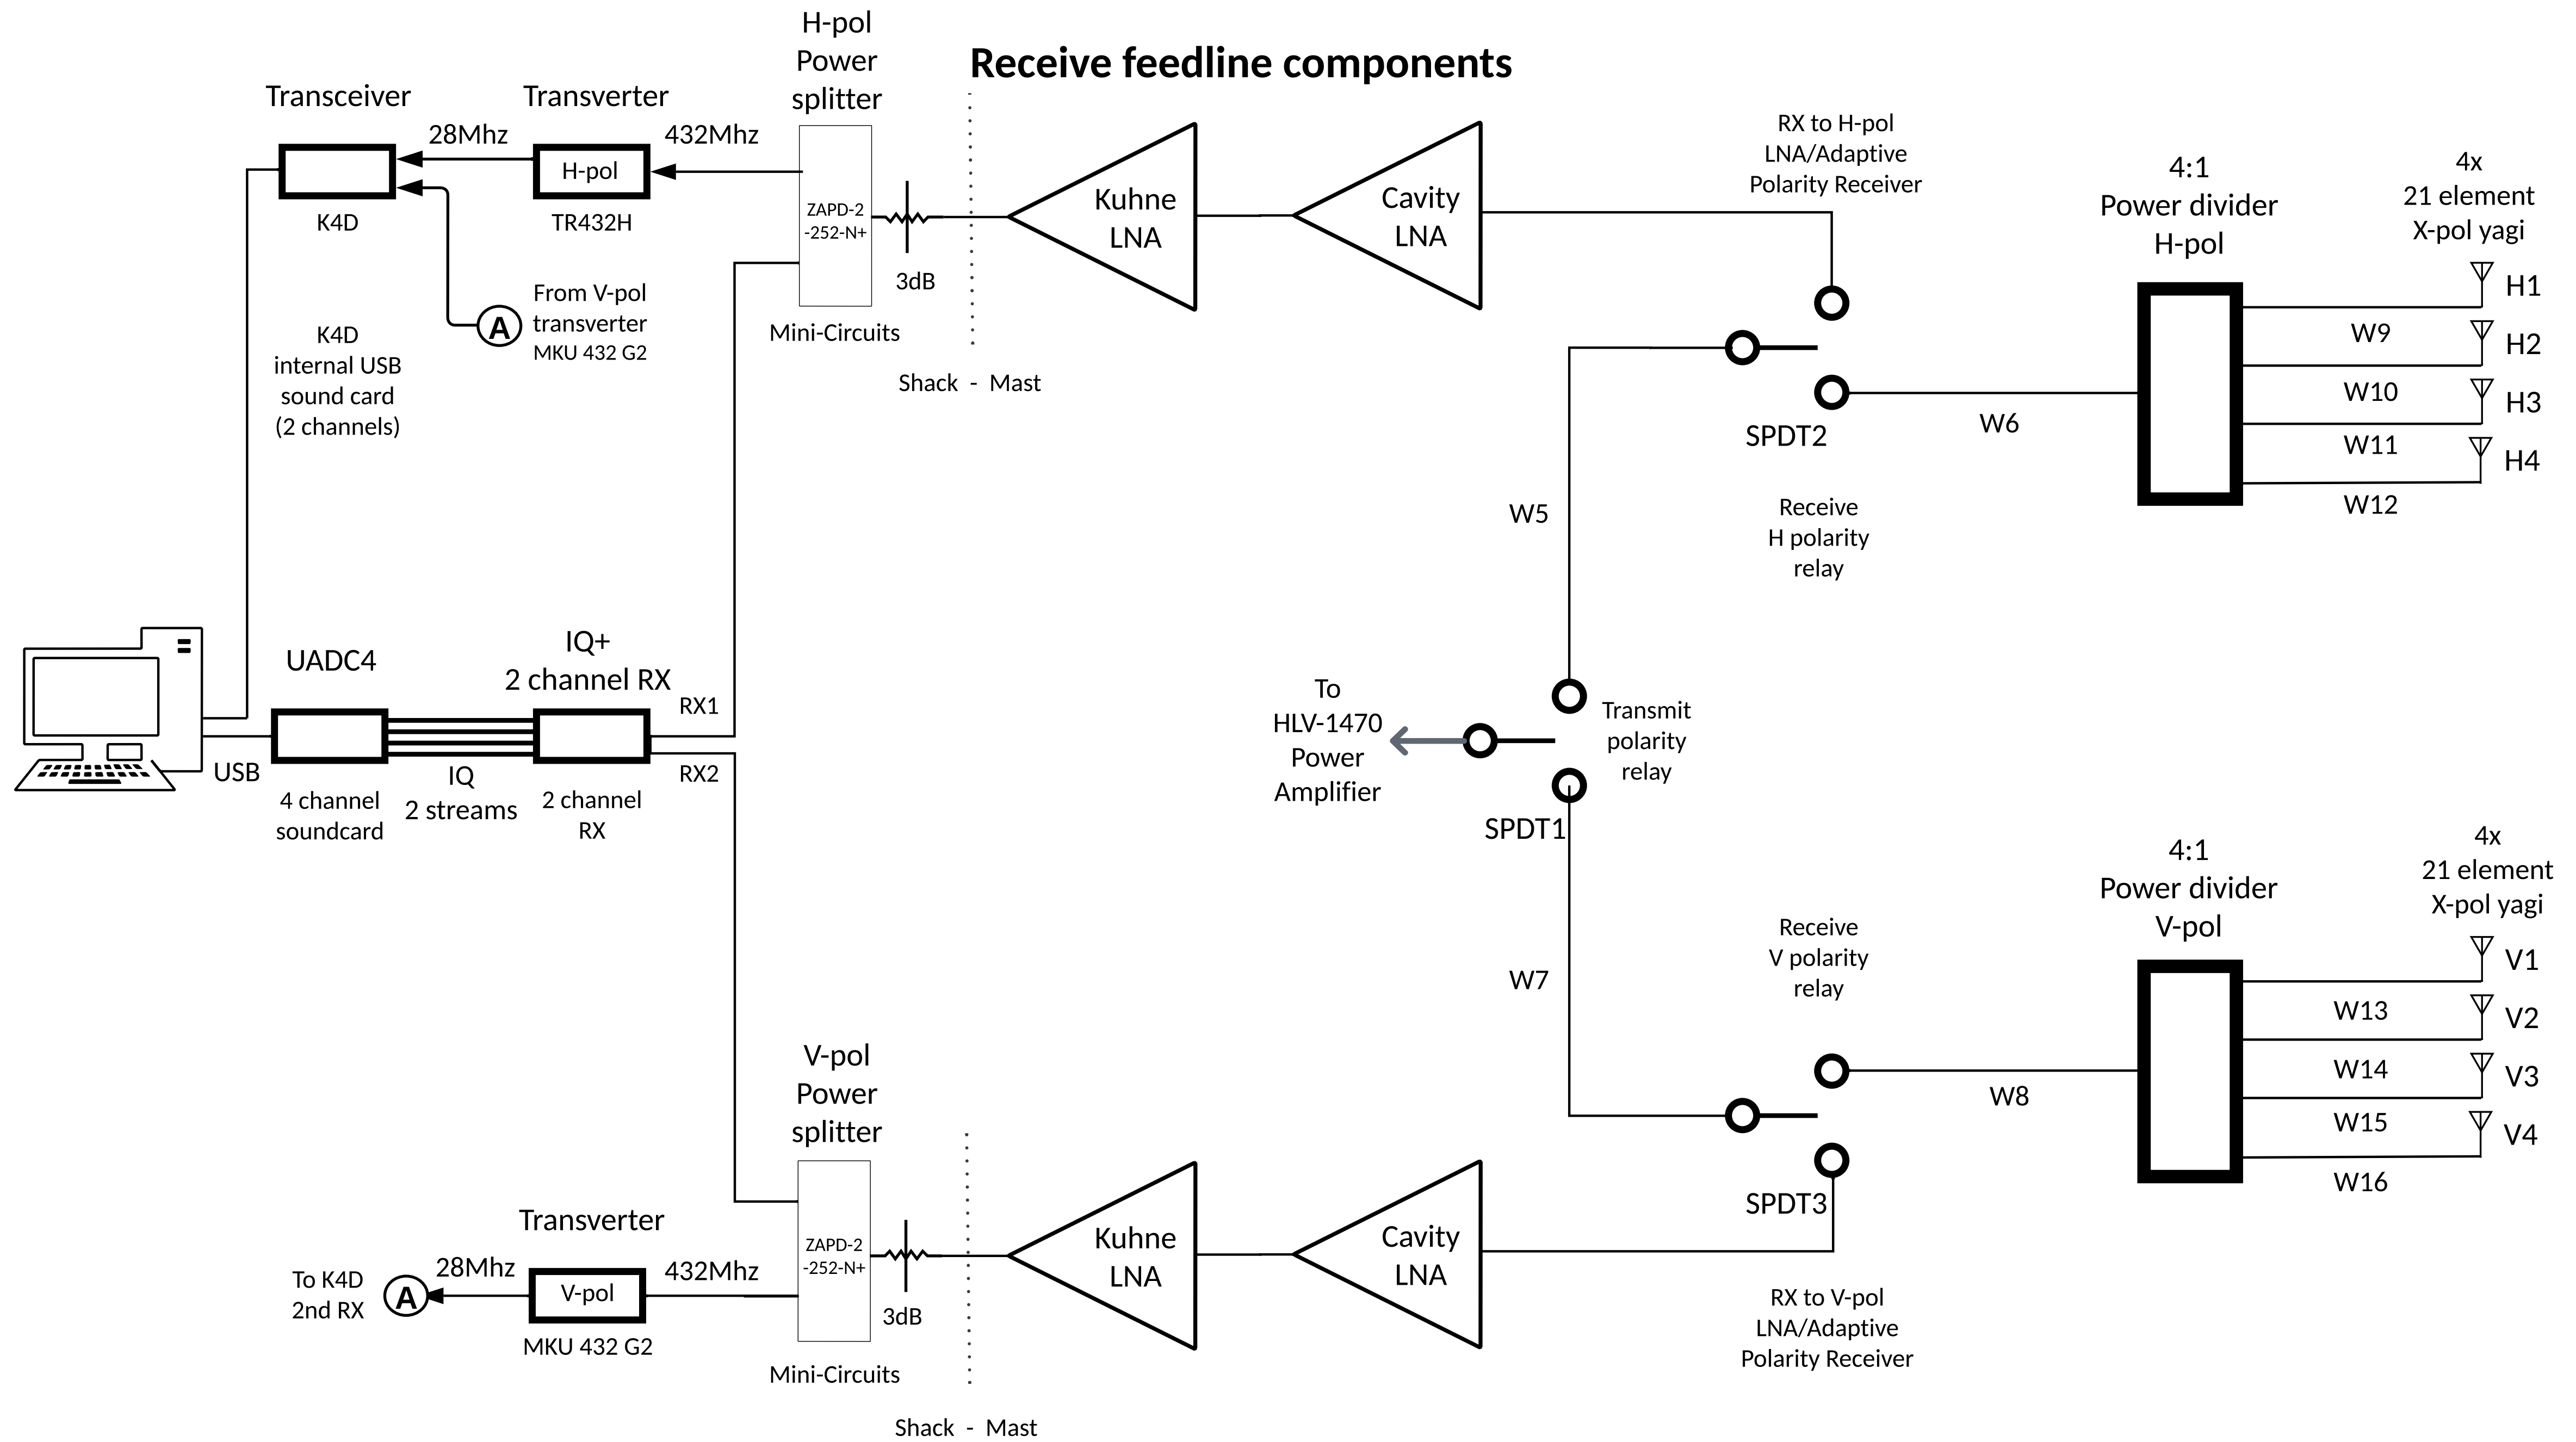 Receive feedline components
H-pol
Power
splitter
Transceiver
Transverter
28Mhz
432Mhz
H-pol
K4D
TR432H
ZAPD-2
-252-N+
3dB
Mini-Circuits
Shack - Mast
From V-pol
transverter
MKU 432 G2
A
K4D
internal USB
sound card
(2 channels)
Kuhne
LNA
Cavity
LNA
RX to H-pol
LNA/Adaptive
Polarity Receiver
SPDT2
Receive
H polarity
relay
W5
W6
4:1
Power divider
H-pol
4x
21 element
X-pol yagi
H1
W9
H2
W10
H3
W11
H4
W12
UADC4
IQ+
2 channel RX
RX1
RX2
USB
4 channel
soundcard
IQ
2 streams
2 channel
RX
To
HLV-1470
Power
Amplifier
Transmit
polarity
relay
SPDT1
W7
Receive
V polarity
relay
W8
SPDT3
4:1
Power divider
V-pol
4x
21 element
X-pol yagi
V1
W13
V2
W14
V3
W15
V4
W16
V-pol
Power
splitter
Transverter
To K4D
2nd RX
A
28Mhz
V-pol
432Mhz
MKU 432 G2
ZAPD-2
-252-N+
3dB
Mini-Circuits
Shack - Mast
Kuhne
LNA
Cavity
LNA
RX to V-pol
LNA/Adaptive
Polarity Receiver